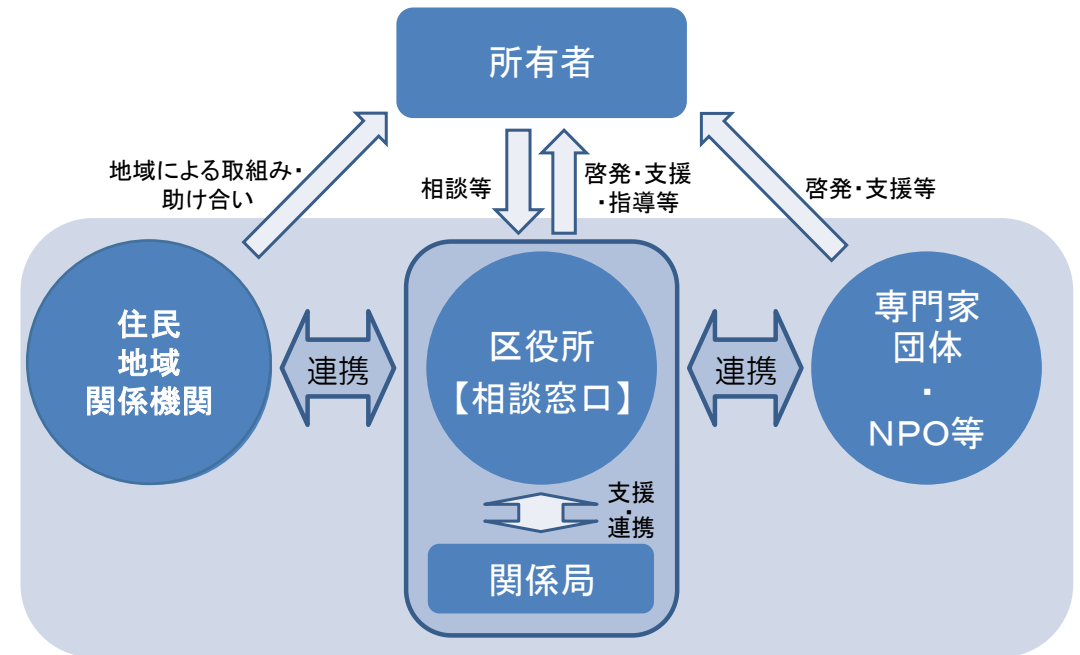 所有者
地域による取組み・
助け合い
相談等
啓発・支援
・指導等
啓発・支援等
住民
地域
関係機関
連携
区役所
【相談窓口】
連携
専門家
団体
・
NPO等
支援
・
連携
関係局